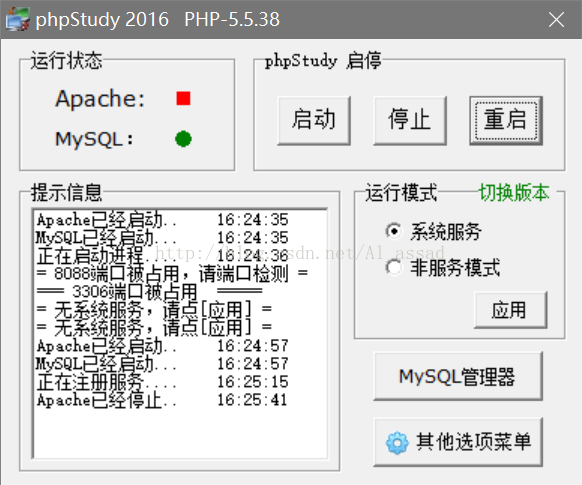 phpStudy 2016 PHP-5.5.38
运行状态
Apache:
MySQL:
phpStudy 启停
启动 停止 重启
提示信息
Apache已经启动.. 16:24:35
MySQL已经启动... 16:24:35
正在启动进程.... 16:24:36
= 8088端口被占用，请端口检测 =
=== 3306端口被占用 =====
= 无系统服务，请点[应用] =
= 无系统服务，请点[应用] =
Apache已经启动.. 16:24:57
MySQL已经启动... 16:24:57
正在注册服务.... 16:25:15
Apache已经停止.. 16:25:41
运行模式 切换版本
系统服务
非服务模式
应用
MySQL管理器
其他选项菜单